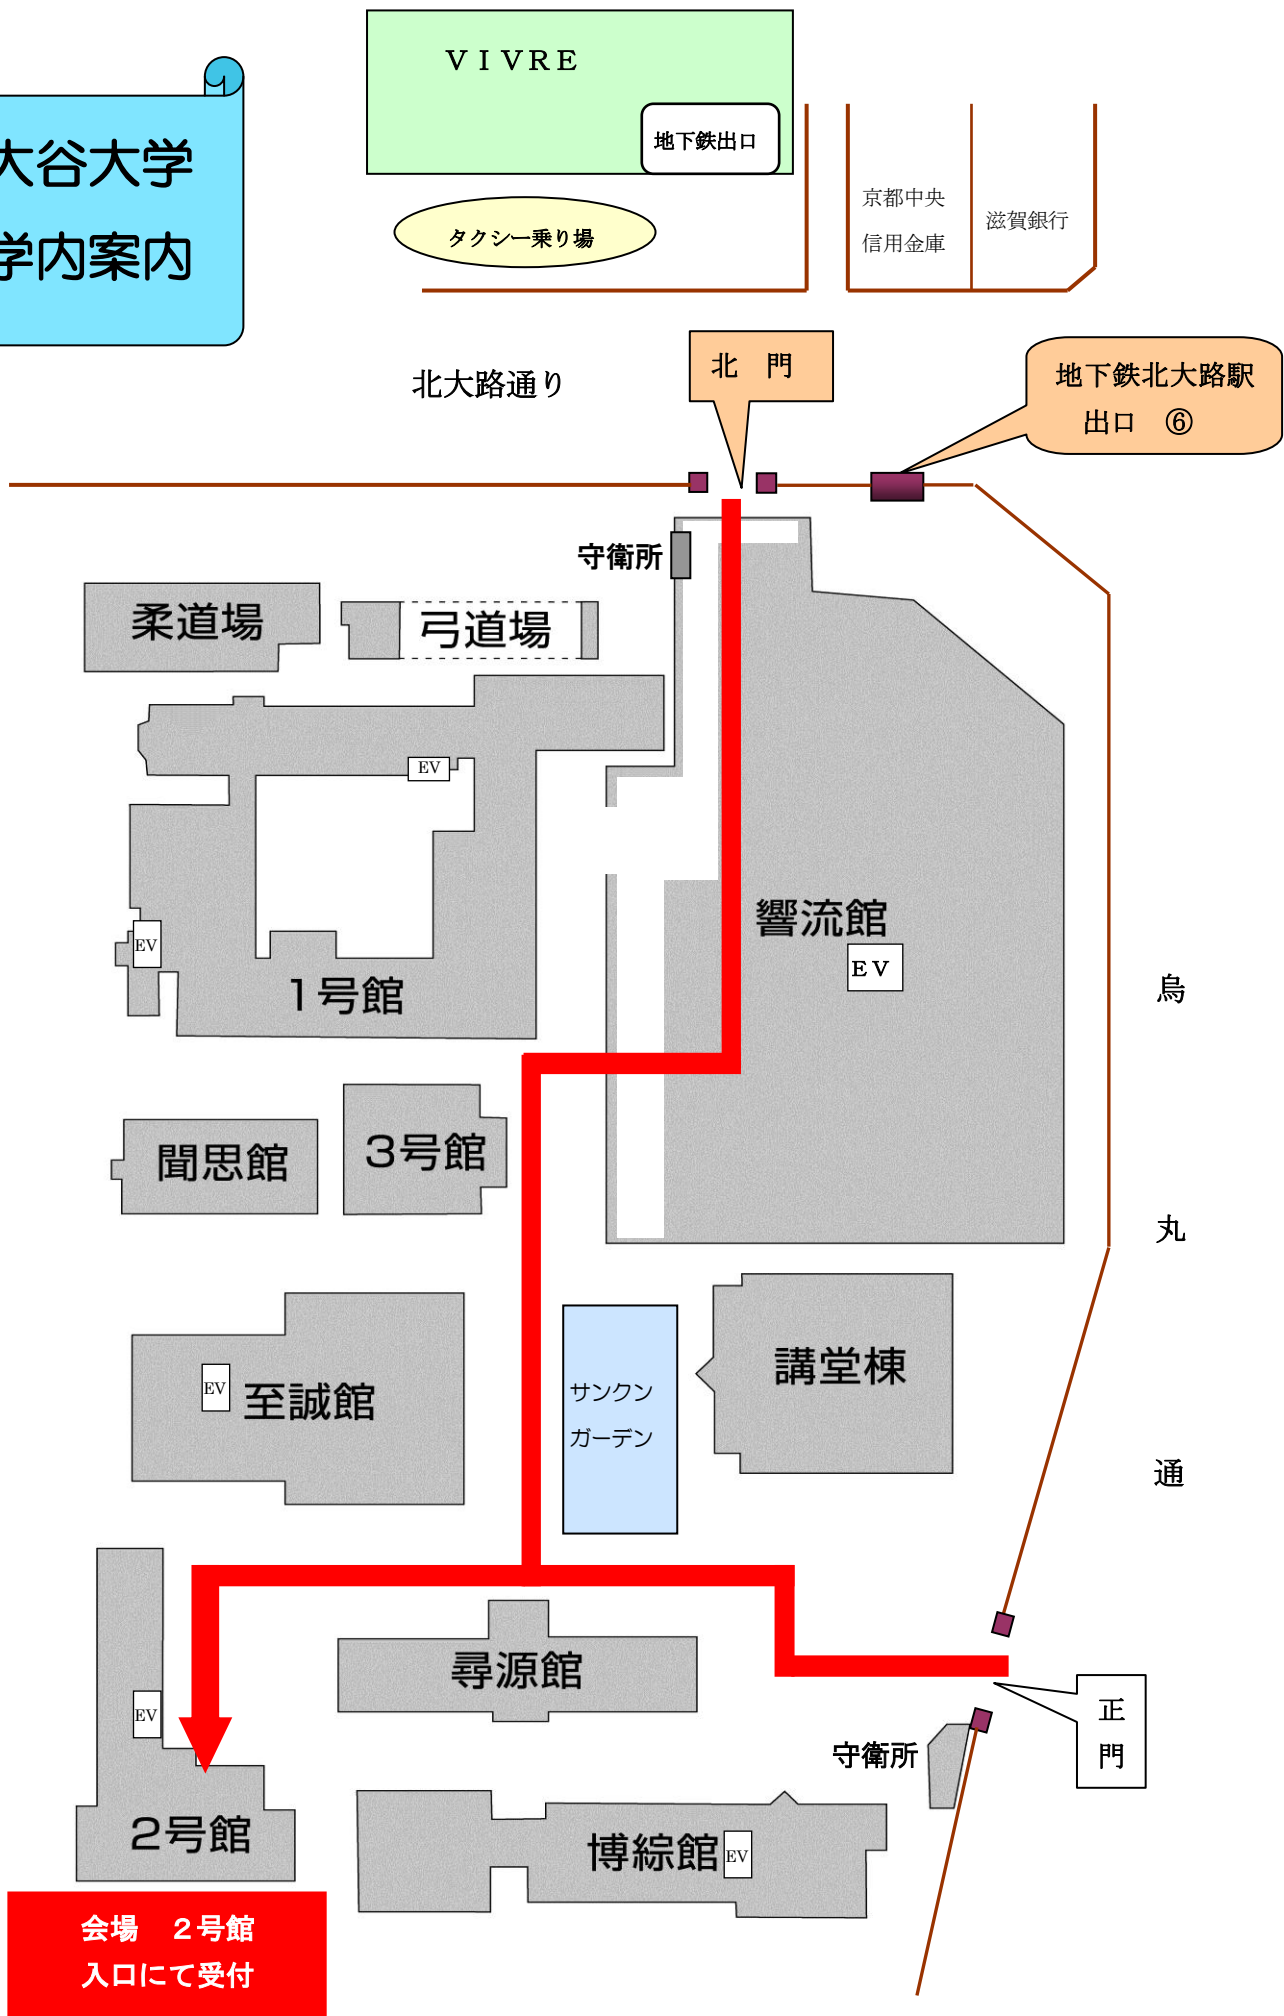 大谷大学
学内案内
ＶＩＶＲＥ
地下鉄出口
タクシー乗り場
京都中央
信用金庫
滋賀銀行
北大路通り
北　門
地下鉄北大路駅
出口　⑥
守衛所
柔道場
弓道場
EV
EV
1号館
響流館
ＥＶ
烏
丸
通
聞思館
3号館
EV
至誠館
サンクン
ガーデン
講堂棟
尋源館
EV
2号館
正
門
守衛所
博綜館
EV
会場　２号館
入口にて受付